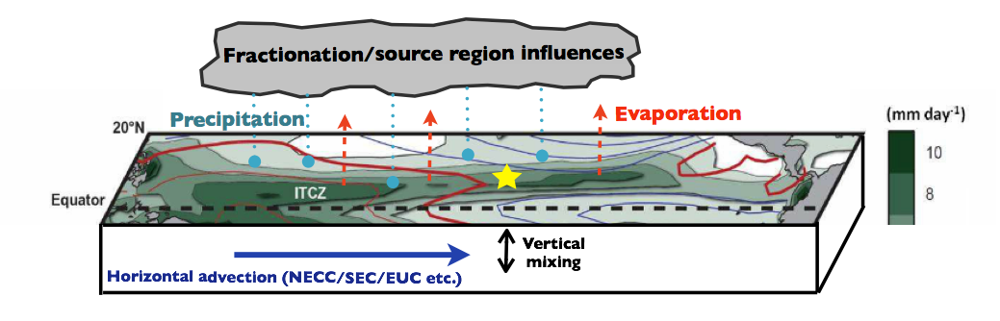 Fractionation/source region influences
Precipitation
Evaporation
(mm day⁻¹)
20°N
10
ITCZ
8
Equator
Vertical
mixing
Horizontal advection (NECC/SEC/EUC etc.)